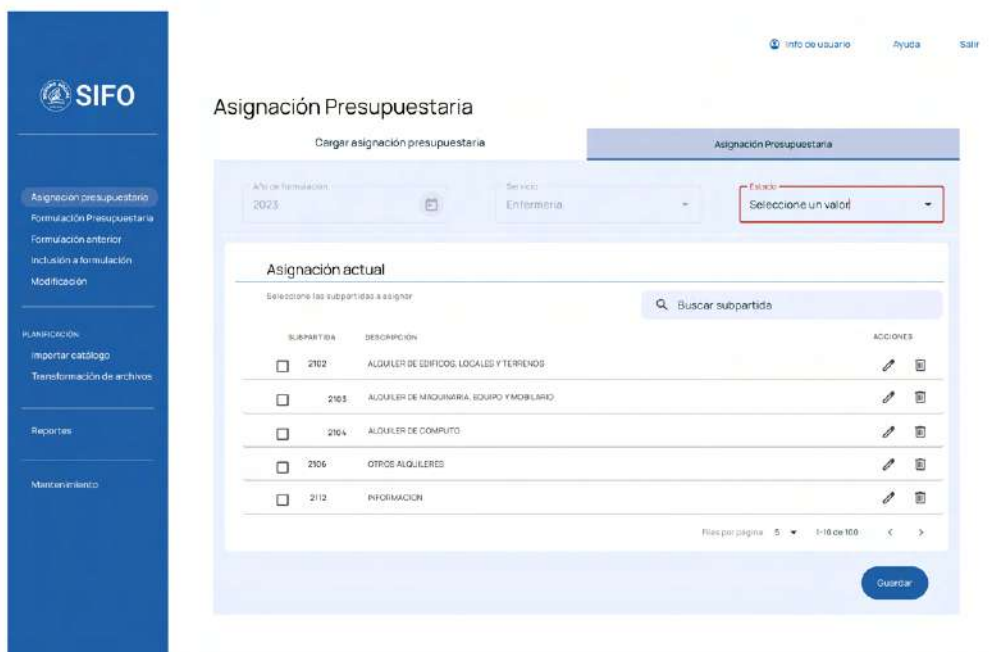 Info de usuario Ayuda Salir
SIFO
Asignación Presupuestaria
Cargar asignación presupuestaria Asignación Presupuestaria
Asignación presupuestaria
Formulación Presupuestaria
Formulación anterior
Inclusión a formulación
Modificación
PLANIFICACIÓN
Importar catálogo
Transformación de archivos
Reportes
Mantenimiento
Año de formulación Servicio Estado
2023 Enfermería Seleccione un valor
Asignación actual
Seleccione las subpartidas a asignar
Buscar subpartida
SUBPARTIDA DESCRIPCIÓN ACCIONES
2102 ALQUILER DE EDIFICOS, LOCALES Y TERRENOS
2103 ALQUILER DE MAQUINARIA, EQUIPO Y MOBILIARIO
2104 ALQUILER DE COMPUTO
2106 OTROS ALQUILERES
2112 INFORMACION
Filas por página 5 1-10 de 100
Guardar